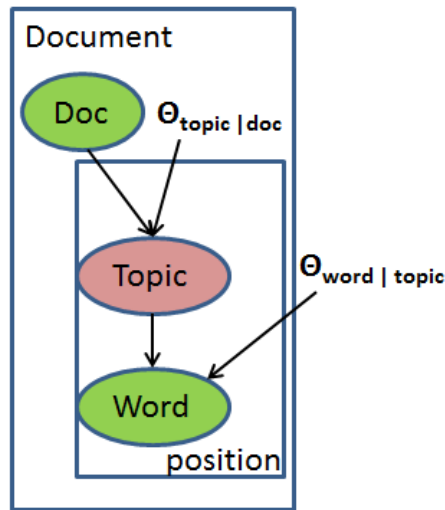 Document
Doc
Θtopic | doc
Topic
Θword | topic
Word
position